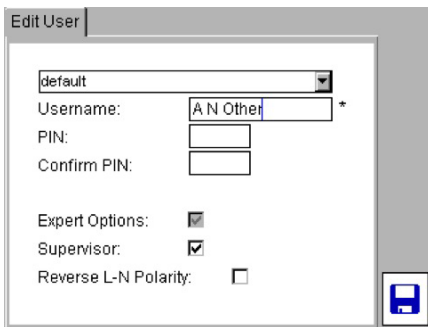 Edit User
default
Username: A N Other *
PIN:
Confirm PIN:
Expert Options:
Supervisor:
Reverse L-N Polarity: